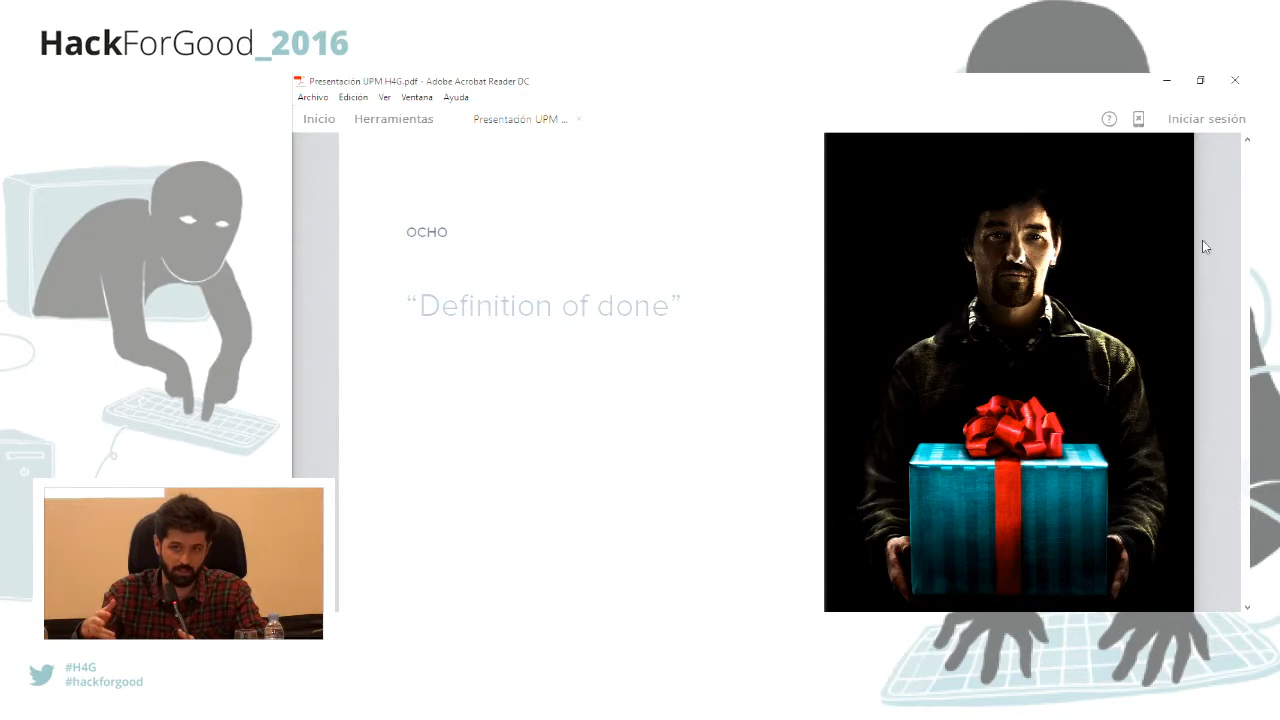 HackForGood_2016
Presentación UPM H4G.pdf - Adobe Acrobat Reader DC
Archivo Edición Ver Ventana Ayuda
Inicio Herramientas Presentación UPM ... Iniciar sesión
OCHO
“Definition of done”
#H4G
#hackforgood